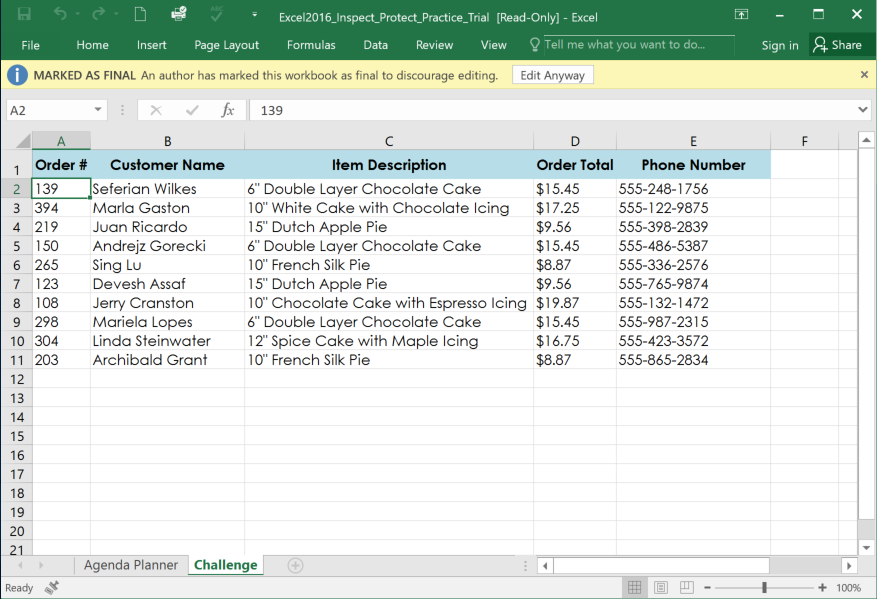 Excel2016_Inspect_Protect_Practice_Trial [Read-Only] - Excel
File Home Insert Page Layout Formulas Data Review View Tell me what you want to do... Sign in Share
MARKED AS FINAL An author has marked this workbook as final to discourage editing. Edit Anyway
A2 fx 139
A B C D E F
1 Order # Customer Name Item Description Order Total Phone Number
2 139 Seferian Wilkes 6" Double Layer Chocolate Cake $15.45 555-248-1756
3 394 Marla Gaston 10" White Cake with Chocolate Icing $17.25 555-122-9875
4 219 Juan Ricardo 15" Dutch Apple Pie $9.56 555-398-2839
5 150 Andrejz Gorecki 6" Double Layer Chocolate Cake $15.45 555-486-5387
6 265 Sing Lu 10" French Silk Pie $8.87 555-336-2576
7 123 Devesh Assaf 15" Dutch Apple Pie $9.56 555-765-9874
8 108 Jerry Cranston 10" Chocolate Cake with Espresso Icing $19.87 555-132-1472
9 298 Mariela Lopes 6" Double Layer Chocolate Cake $15.45 555-987-2315
10 304 Linda Steinwater 12" Spice Cake with Maple Icing $16.75 555-423-3572
11 203 Archibald Grant 10" French Silk Pie $8.87 555-865-2834
12
13
14
15
16
17
18
19
20
21
Agenda Planner Challenge
Ready 100%